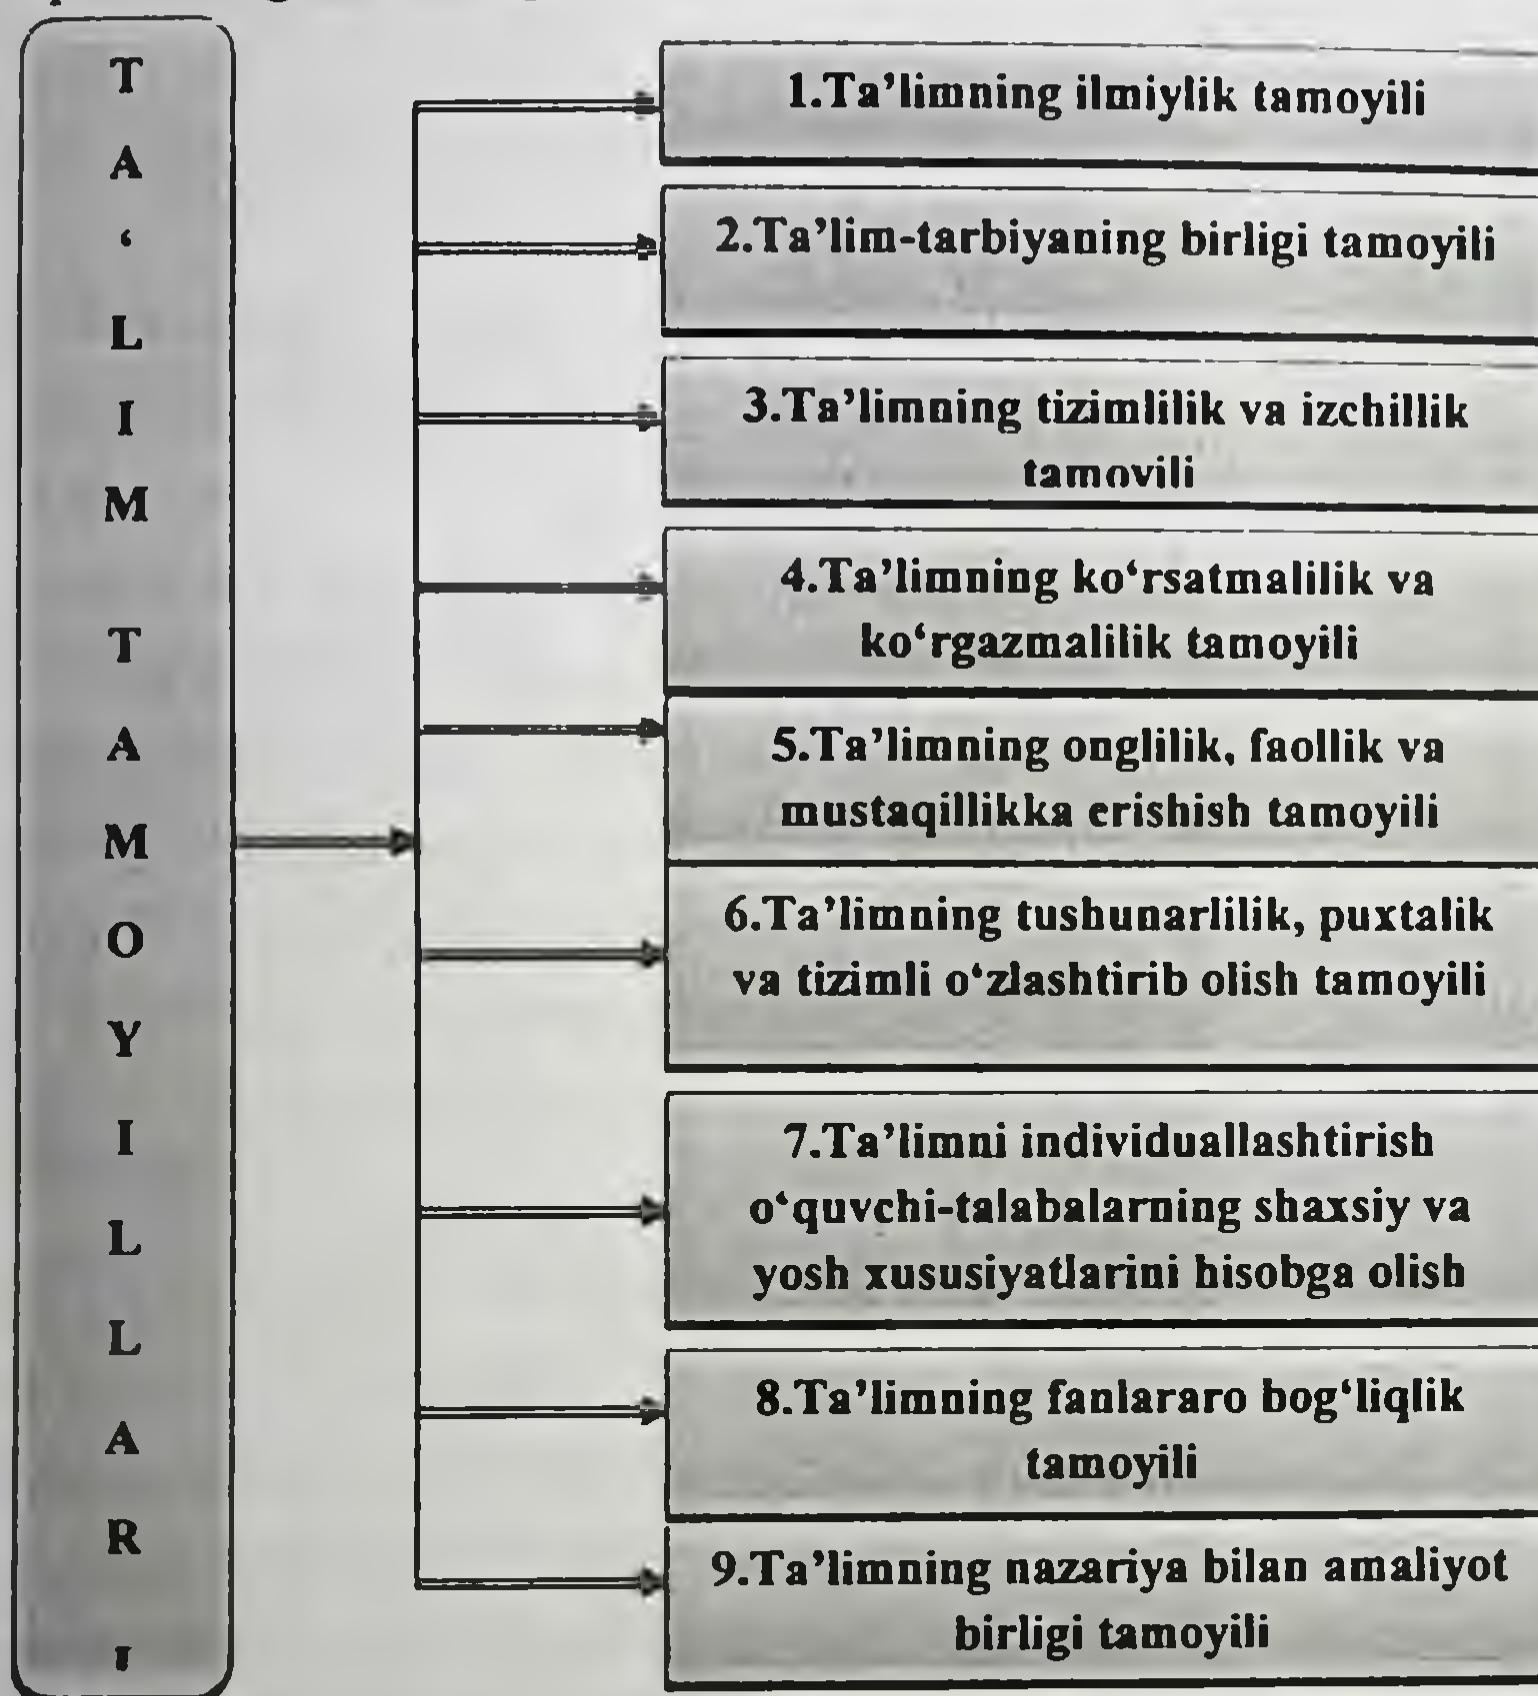 T
A
‘
L
I
M
T
A
M
O
Y
I
L
L
A
R
I
1.Ta’limning ilmiylik tamoyili
2.Ta’lim-tarbiyaning birligi tamoyili
3.Ta’limning tizimlilik va izchillik
tamoyili
4.Ta’limning ko‘rsatmalilik va
ko‘rgazmalilik tamoyili
5.Ta’limning onglilik, faollik va
mustaqillikka erishish tamoyili
6.Ta’limning tushunarlilik, puxtalik
va tizimli o‘zlashtirib olish tamoyili
7.Ta’limni individuallashtirish
o‘quvchi-talabalarning shaxsiy va
yosh xususiyatlarini hisobga olish
8.Ta’limning fanlararo bog‘liqlik
tamoyili
9.Ta’limning nazariya bilan amaliyot
birligi tamoyili